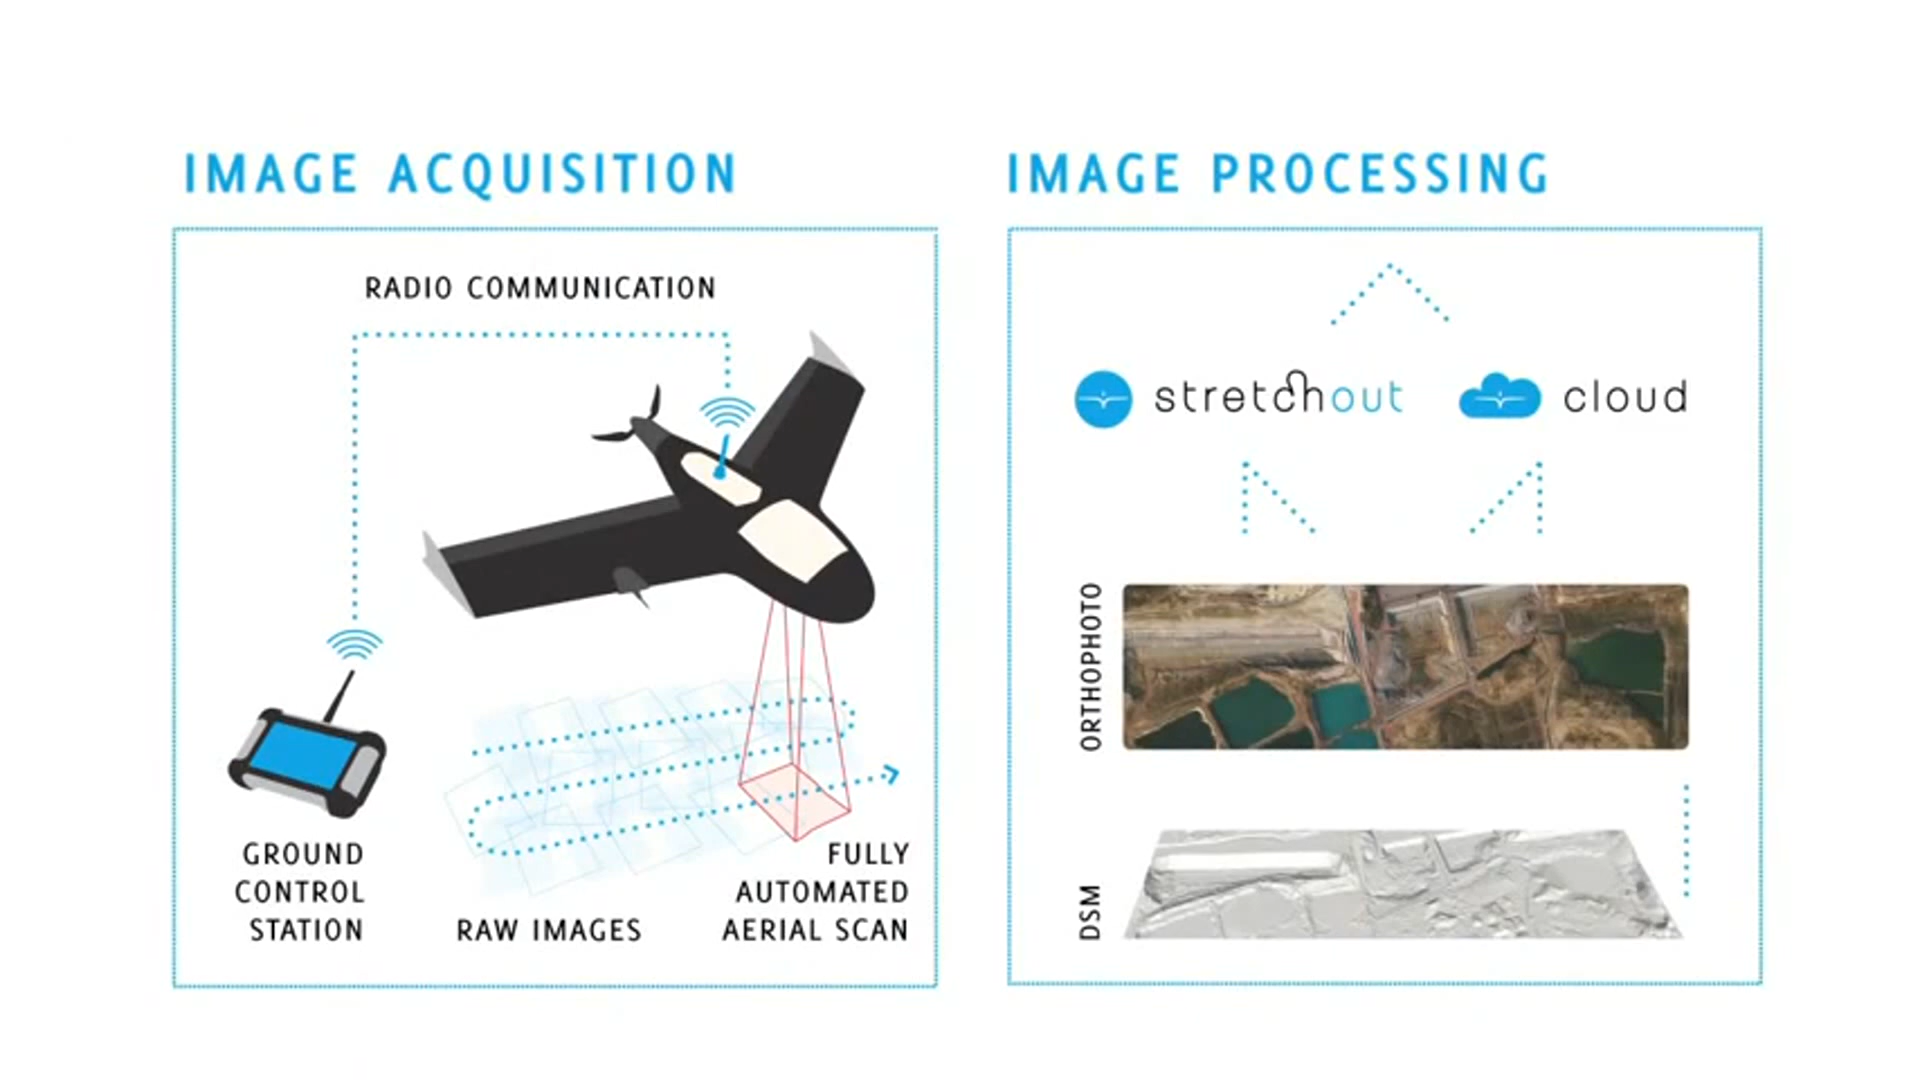 IMAGE ACQUISITION
RADIO COMMUNICATION
GROUND
CONTROL
STATION
RAW IMAGES
FULLY
AUTOMATED
AERIAL SCAN
IMAGE PROCESSING
stretchout
cloud
ORTHOPHOTO
DSM